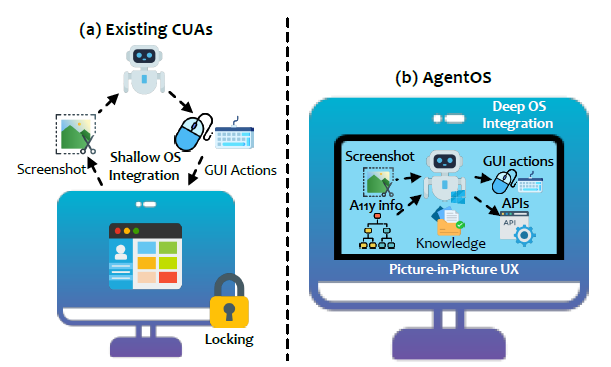 (a) Existing CUAs
Screenshot
Shallow OS
Integration
GUI Actions
Locking
(b) AgentOS
Deep OS
Integration
Screenshot
GUI actions
A11y info
APIs
API
Knowledge
Picture-in-Picture UX